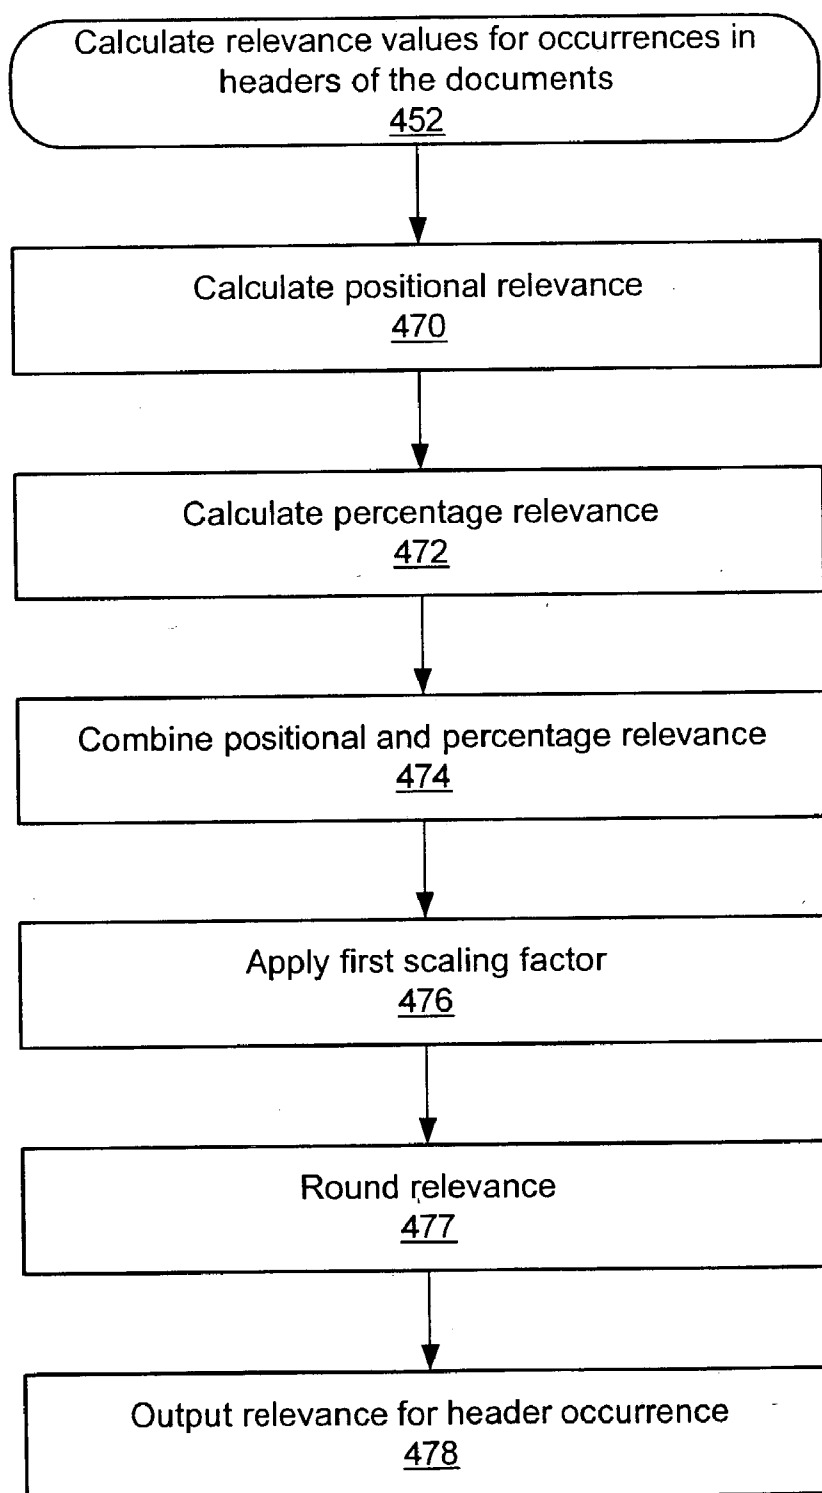 Calculate relevance values for occurrences in
headers of the documents
452
Calculate positional relevance
470
Calculate percentage relevance
472
Combine positional and percentage relevance
474
Apply first scaling factor
476
Round relevance
477
Output relevance for header occurrence
478